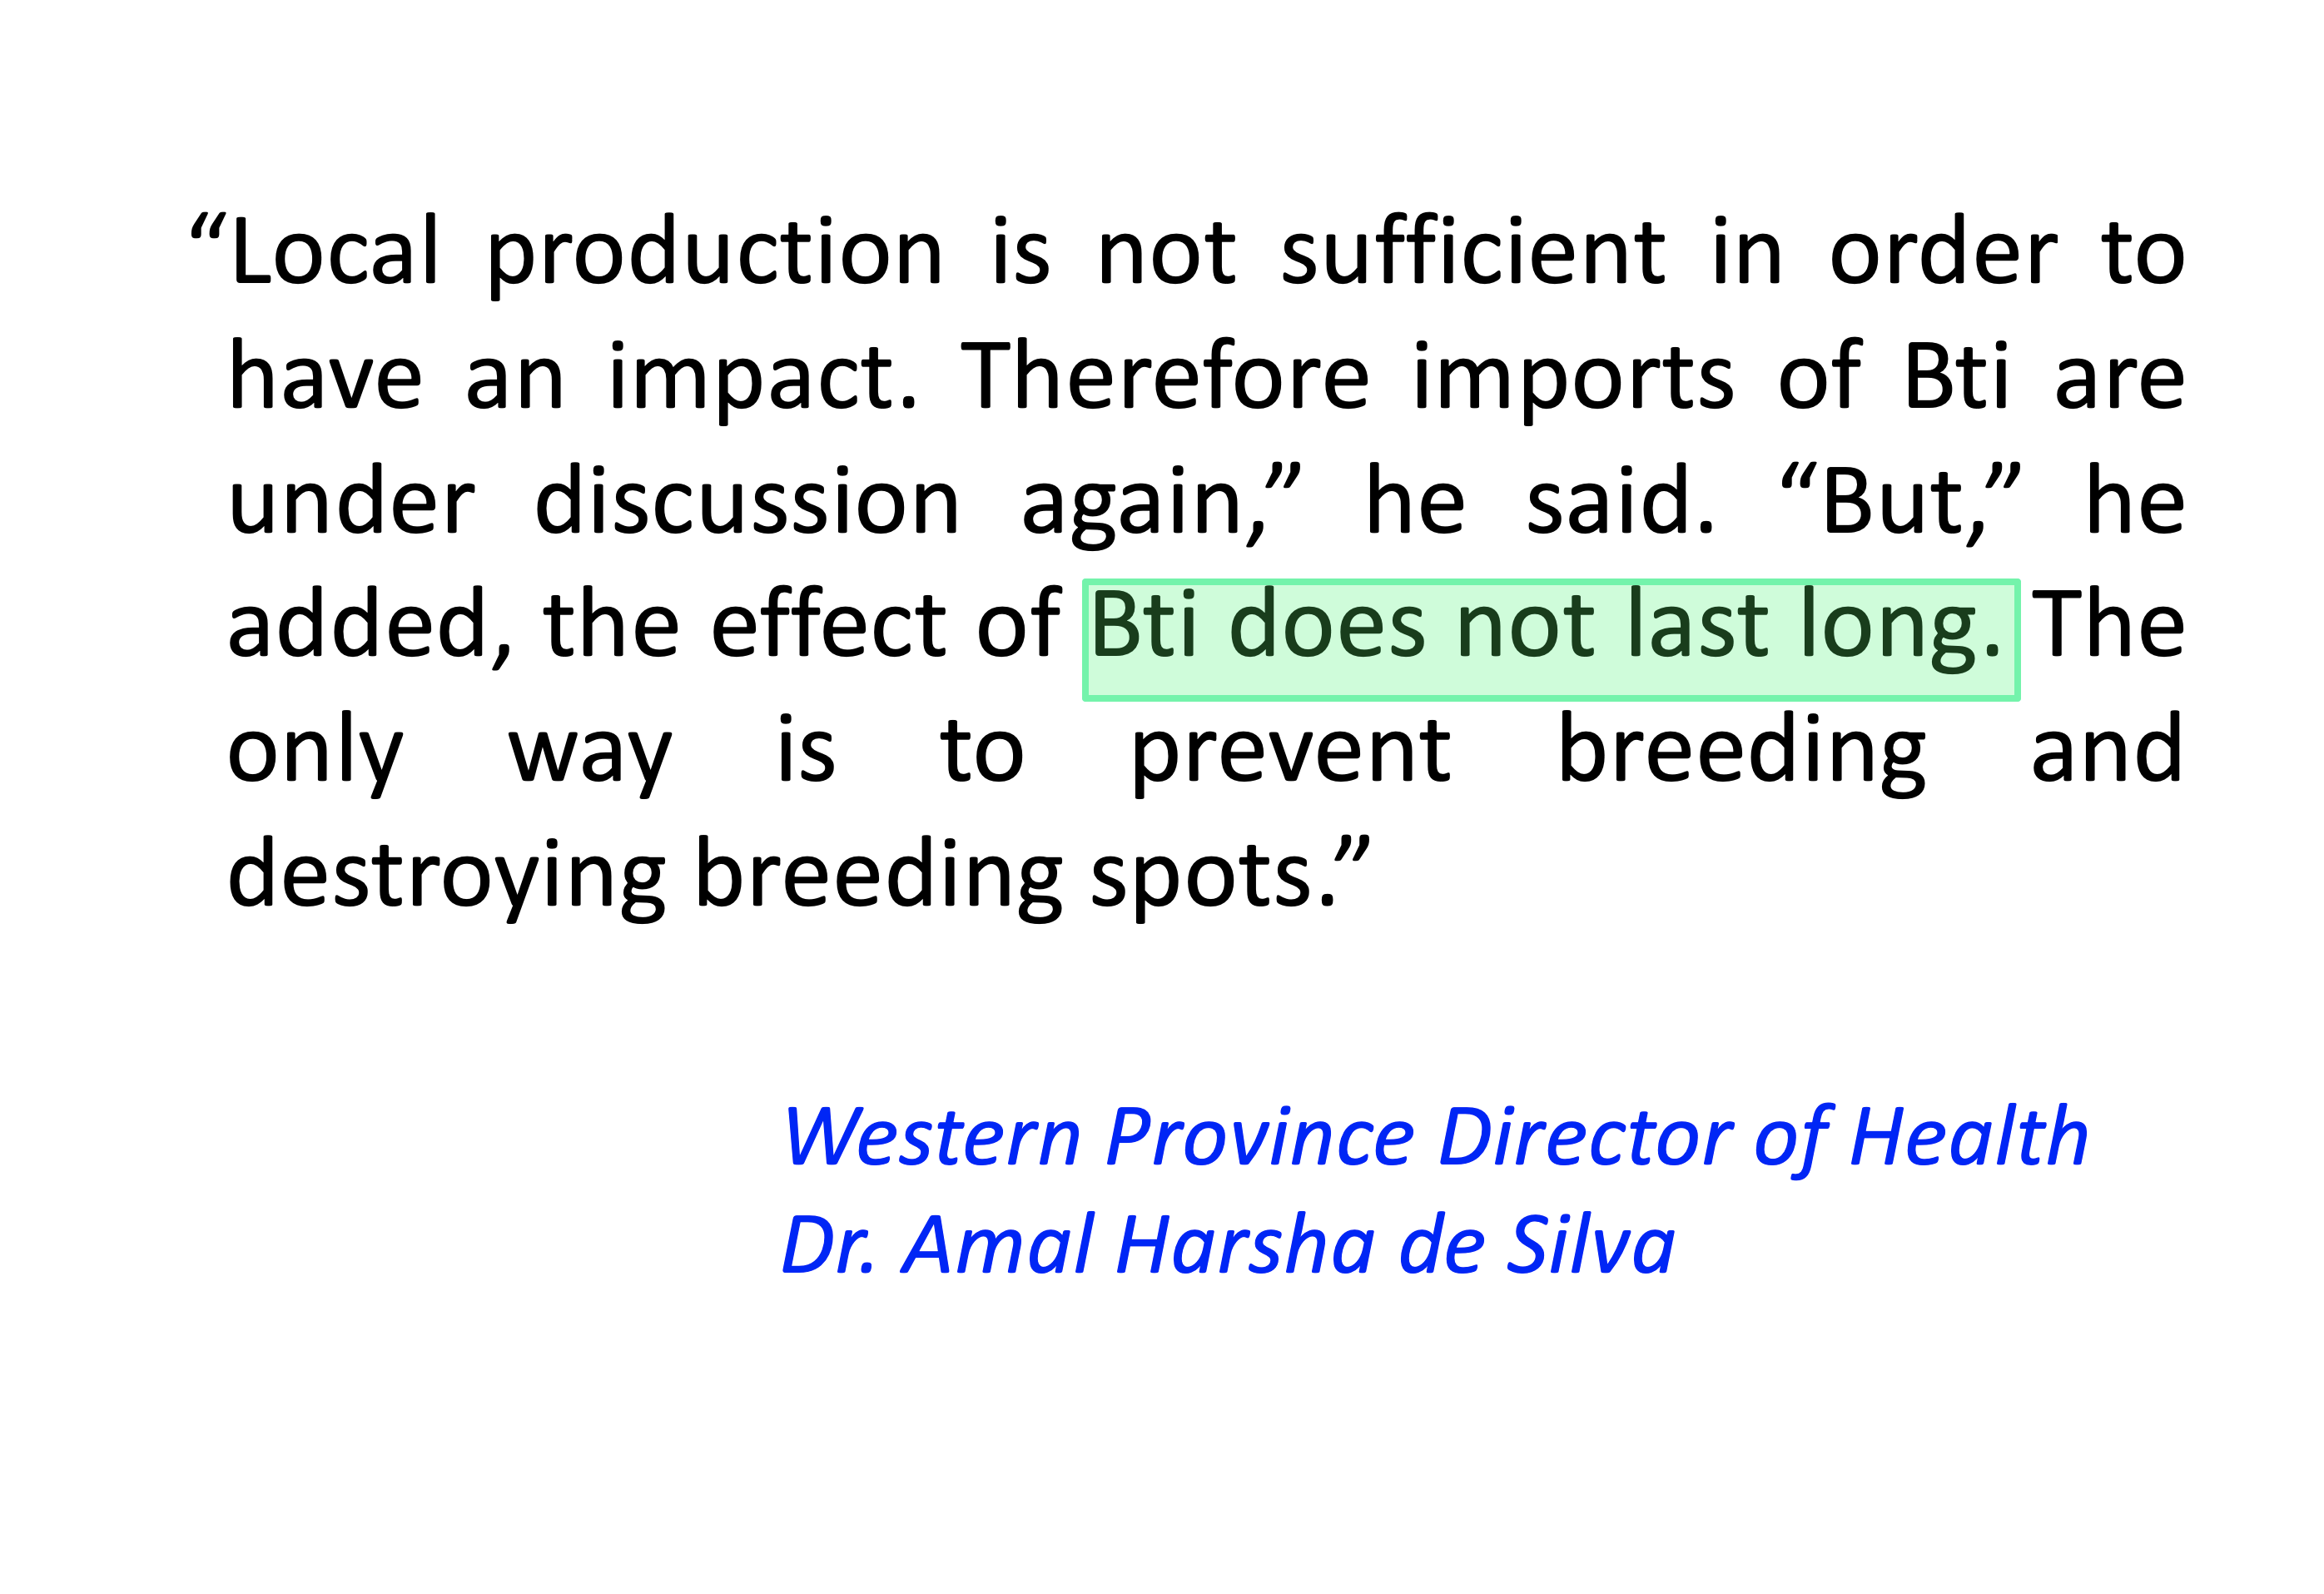 “Local production is not sufficient in order to
have an impact. Therefore imports of Bti are
under discussion again,” he said. “But,” he
added, the effect of Bti does not last long. The
only way is to prevent breeding and
destroying breeding spots.”
Western Province Director of Health
Dr. Amal Harsha de Silva